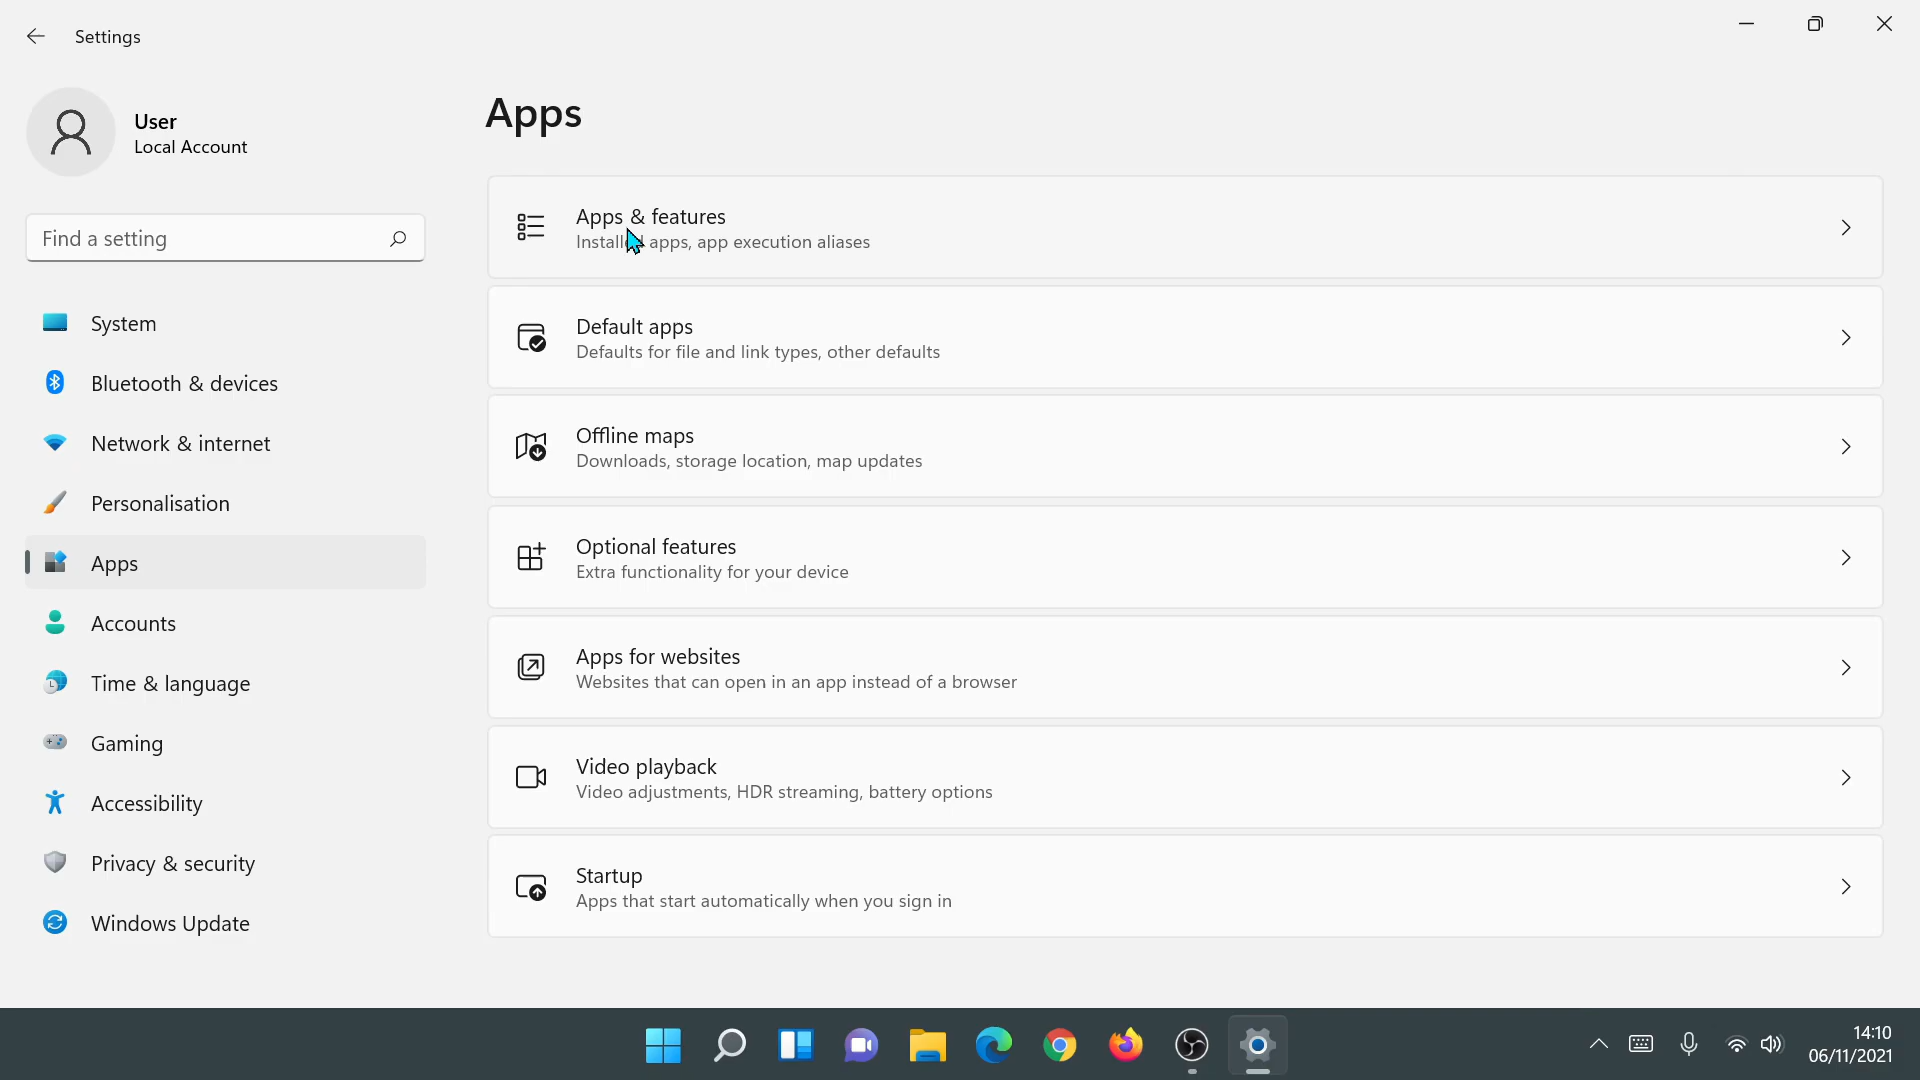 Settings
User
Local Account
Find a setting
System
Bluetooth & devices
Network & internet
Personalisation
Apps
Accounts
Time & language
Gaming
Accessibility
Privacy & security
Windows Update
Apps
Apps & features
Installed apps, app execution aliases
Default apps
Defaults for file and link types, other defaults
Offline maps
Downloads, storage location, map updates
Optional features
Extra functionality for your device
Apps for websites
Websites that can open in an app instead of a browser
Video playback
Video adjustments, HDR streaming, battery options
Startup
Apps that start automatically when you sign in
14:10
06/11/2021